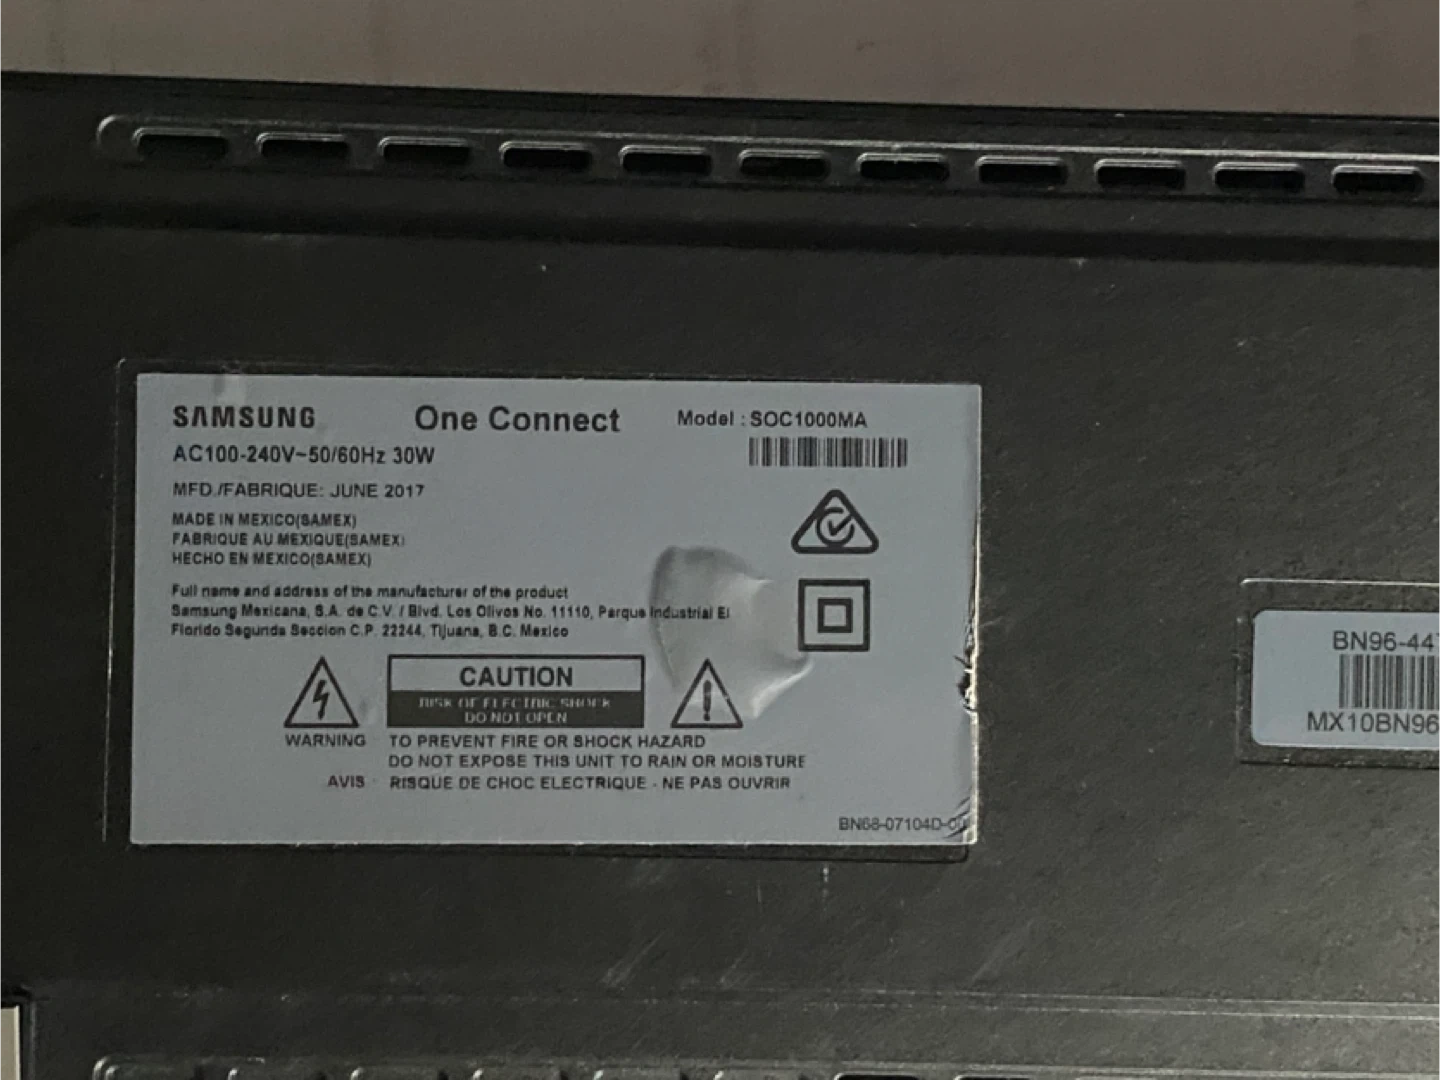 SAMSUNG One Connect Model : SOC1000MA
AC100-240V~50/60Hz 30W
MFD./FABRIQUE: JUNE 2017
MADE IN MEXICO(SAMEX)
FABRIQUE AU MEXIQUE(SAMEX)
HECHO EN MEXICO(SAMEX)
Full name and address of the manufacturer of the product
Samsung Mexicana, S.A. de C.V. / Blvd. Los Olivos No. 11110, Parque Industrial El
Florido Segunda Seccion C.P. 22244, Tijuana, B.C. Mexico
CAUTION
RISK OF ELECTRIC SHOCK
DO NOT OPEN
WARNING TO PREVENT FIRE OR SHOCK HAZARD
DO NOT EXPOSE THIS UNIT TO RAIN OR MOISTURE
AVIS RISQUE DE CHOC ELECTRIQUE - NE PAS OUVRIR
BN68-07104D-00
BN96-44
MX10BN96